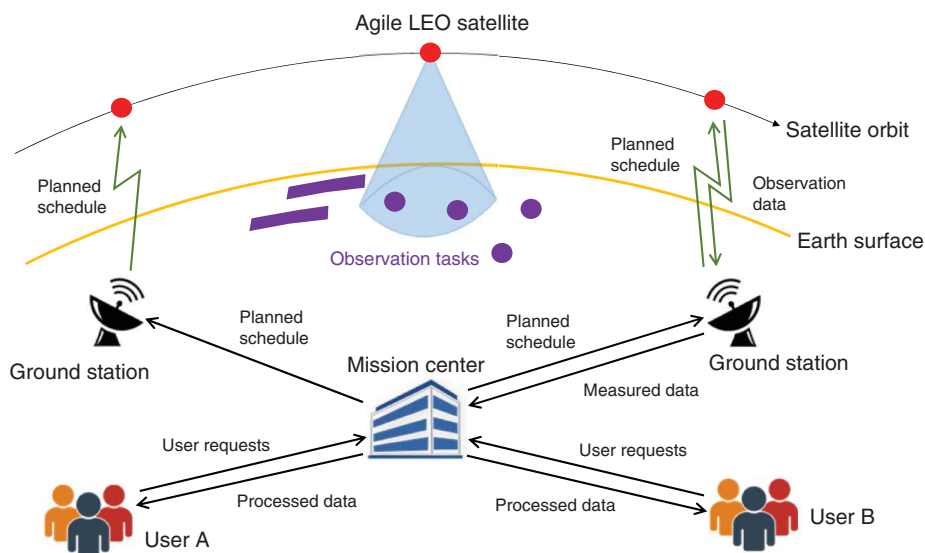 Agile LEO satellite
Satellite orbit
Planned
schedule
Planned
schedule
Observation
data
Earth surface
Observation tasks
Planned
schedule
Planned
schedule
Ground station
Mission center
Ground station
Measured data
User requests
User requests
Processed data
Processed data
User A
User B